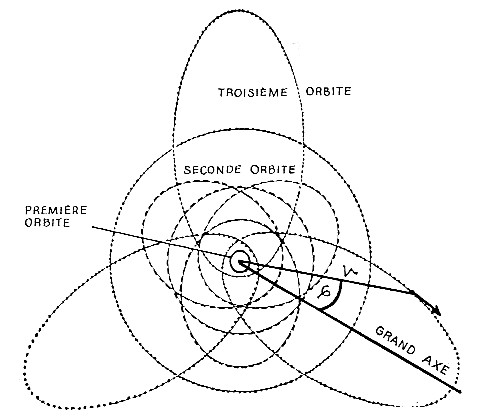 TROISIÈME ORBITE
SECONDE ORBITE
PREMIÈRE
ORBITE
r
φ
GRAND AXE